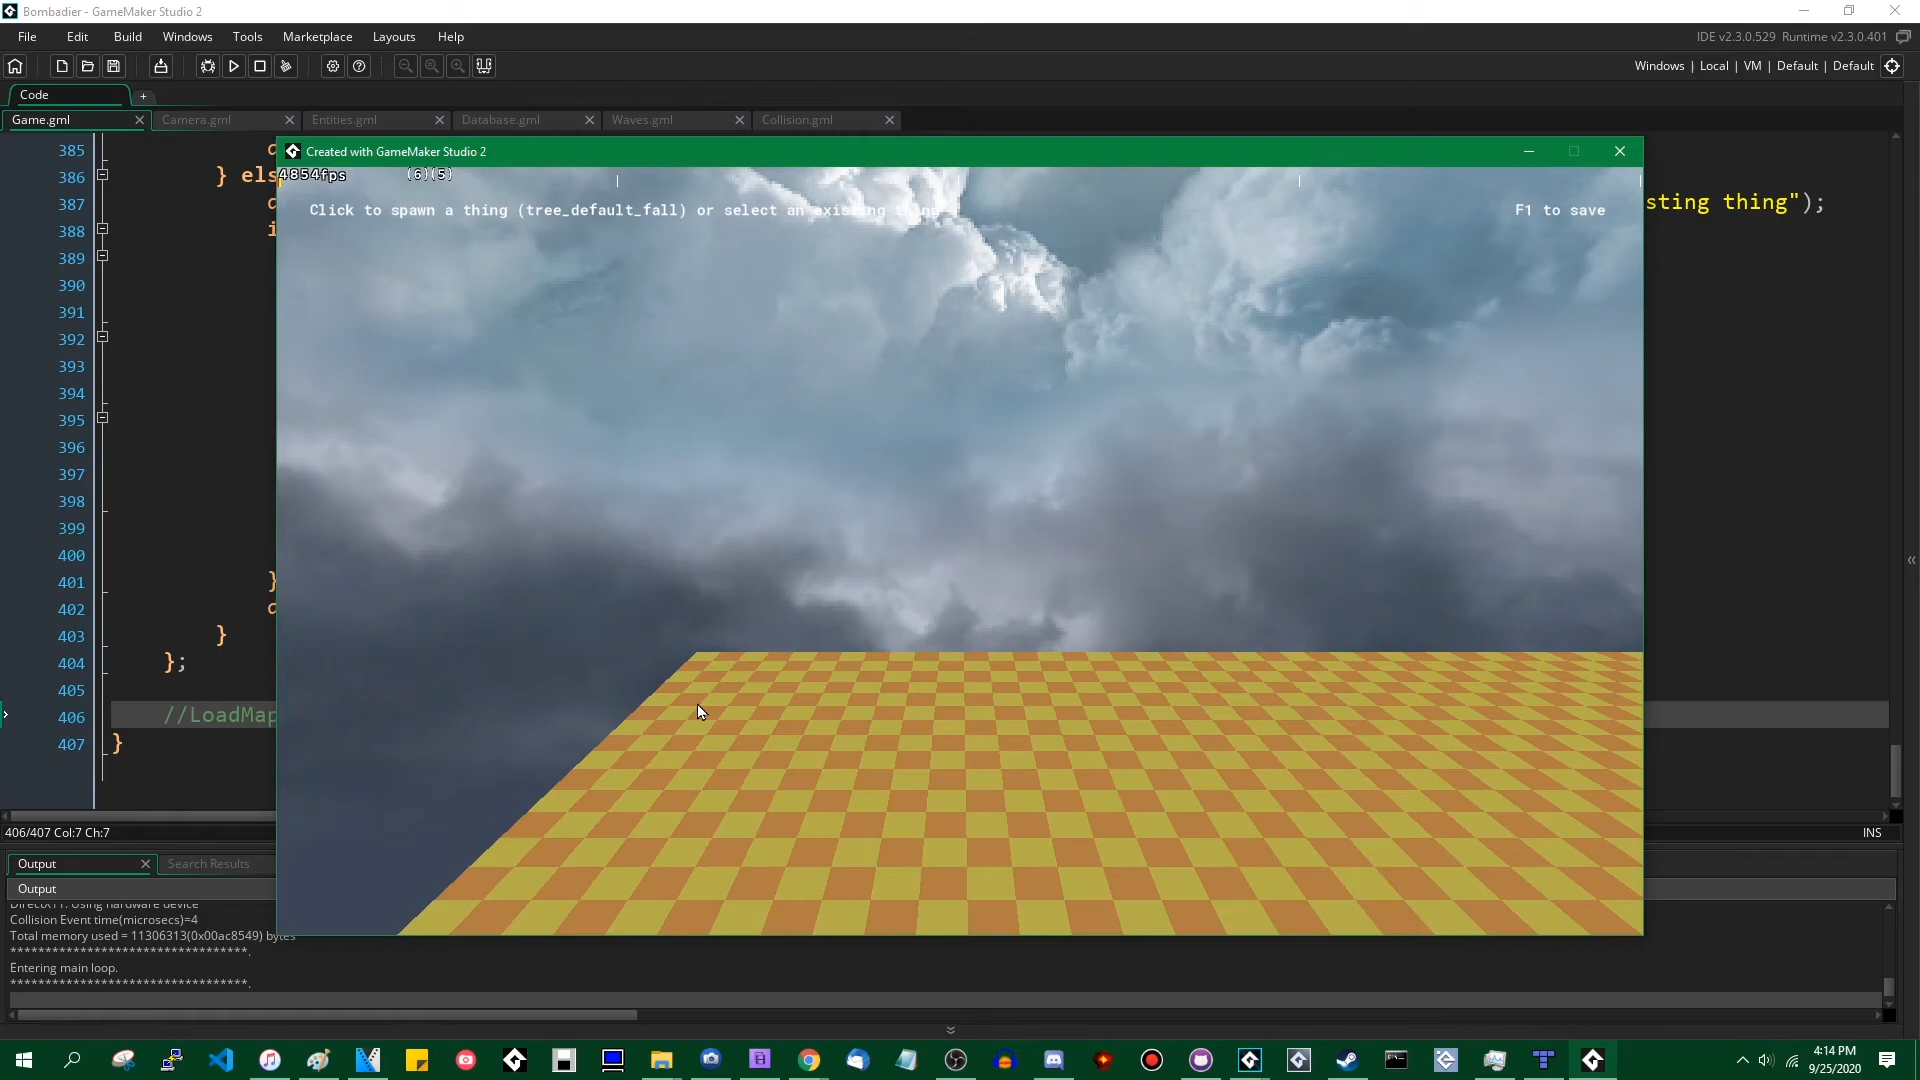 Bombadier - GameMaker Studio 2
File Edit Build Windows Tools Marketplace Layouts Help
IDE v2.3.0.529 Runtime v2.3.0.401
Windows | Local | VM | Default | Default
Code +
Game.gml Camera.gml Entities.gml Database.gml Waves.gml Collision.gml
Created with GameMaker Studio 2
4854fps (6)(5)
Click to spawn a thing (tree_default_fall) or select an existing thing
F1 to save
385
386 } els
387 sting thing");
388
389
390
391
392
393
394
395
396
397
398
399
400
401 }
402
403 }
404 };
405
406 //LoadMap
407 }
406/407 Col:7 Ch:7
INS
Output Search Results
Output
DirectX11: Using hardware device
Collision Event time(microsecs)=4
Total memory used = 11306313(0x00ac8549) bytes
**********************************.
Entering main loop.
**********************************.
4:14 PM
9/25/2020